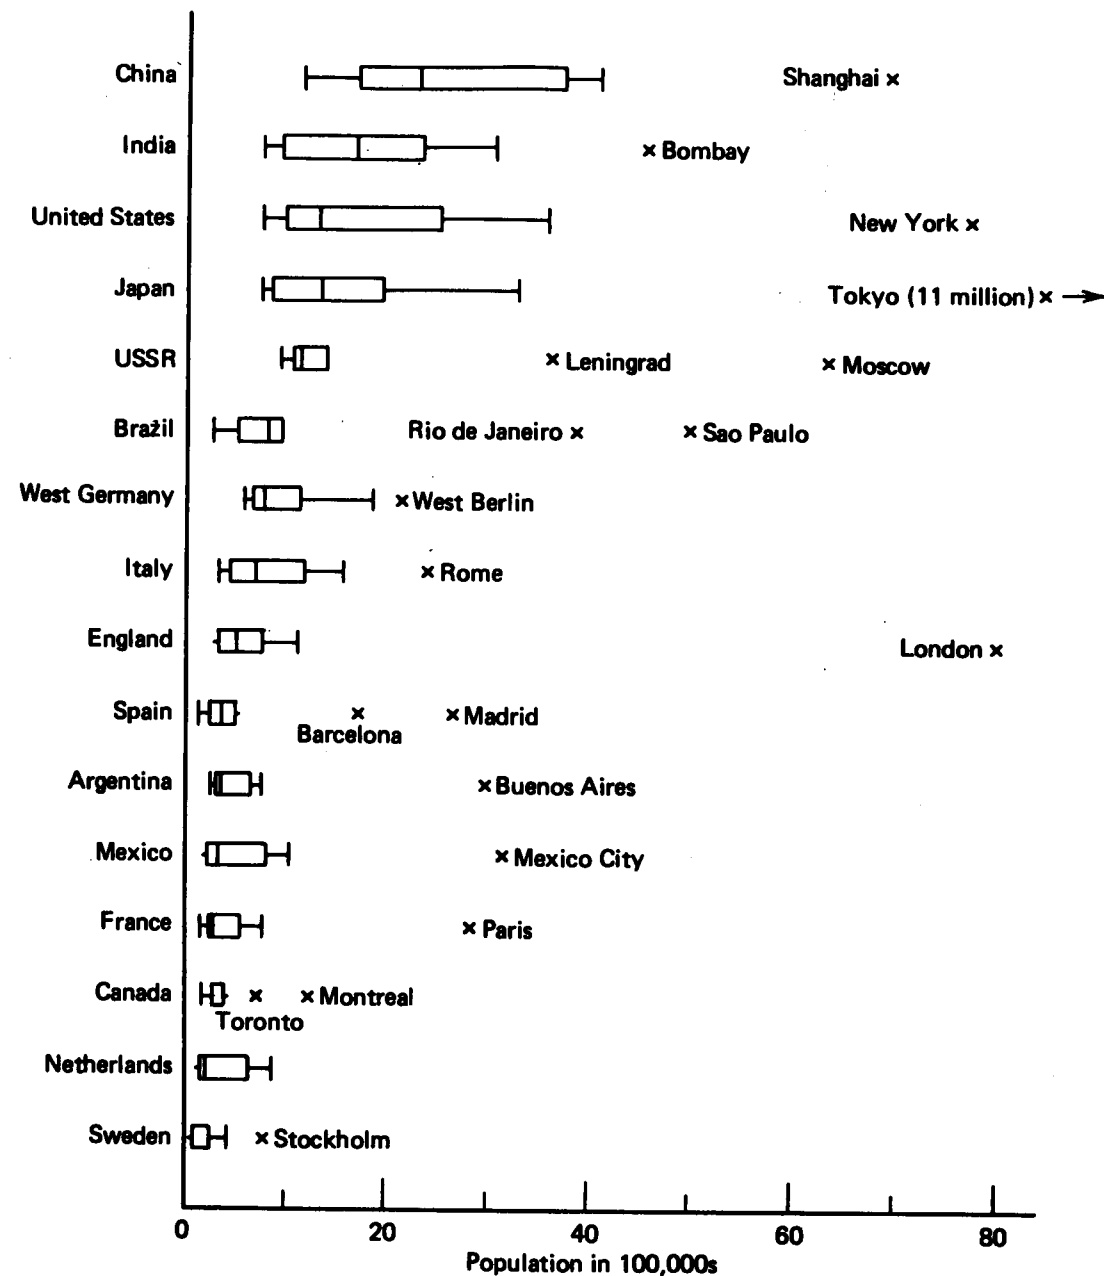 China
Shanghai ×
India
× Bombay
United States
New York ×
Japan
Tokyo (11 million) ×
USSR
× Leningrad
× Moscow
Brazil
Rio de Janeiro ×
× Sao Paulo
West Germany
× West Berlin
Italy
× Rome
England
London ×
Spain
×
Barcelona
× Madrid
Argentina
× Buenos Aires
Mexico
× Mexico City
France
× Paris
Canada
×
Toronto
× Montreal
Netherlands
Sweden
× Stockholm
0 20 40 60 80
Population in 100,000s